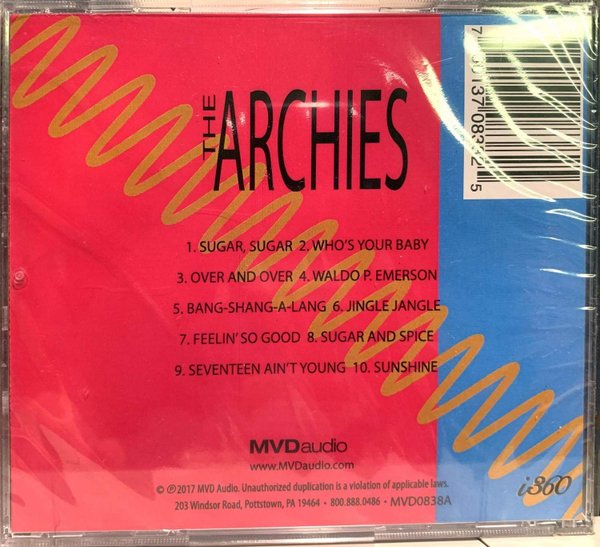 THE
ARCHIES
1. SUGAR, SUGAR 2. WHO'S YOUR BABY
3. OVER AND OVER 4. WALDO P. EMERSON
5. BANG-SHANG-A-LANG 6. JINGLE JANGLE
7. FEELIN' SO GOOD 8. SUGAR AND SPICE
9. SEVENTEEN AIN'T YOUNG 10. SUNSHINE
MVDaudio
www.MVDaudio.com
© ℗2017 MVD Audio. Unauthorized duplication is a violation of applicable laws.
203 Windsor Road, Pottstown, PA 19464 • 800.888.0486 • MVD0838A
i360